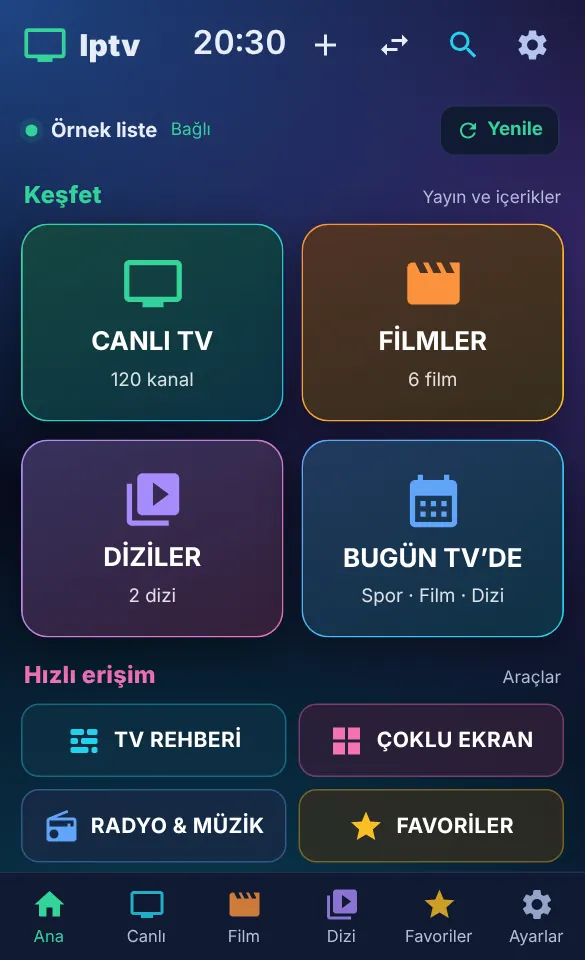 Iptv 20:30
Örnek liste Bağlı Yenile
Keşfet Yayın ve içerikler
CANLI TV
120 kanal
FİLMLER
6 film
DİZİLER
2 dizi
BUGÜN TV’DE
Spor · Film · Dizi
Hızlı erişim Araçlar
TV REHBERİ
ÇOKLU EKRAN
RADYO & MÜZİK
FAVORİLER
Ana Canlı Film Dizi Favoriler Ayarlar